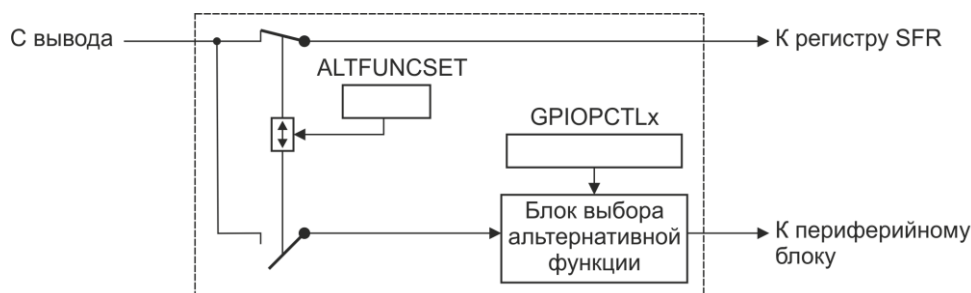 С вывода
К регистру SFR
ALTFUNCSET
GPIOPCTLx
Блок выбора
альтернативной
функции
К периферийному
блоку